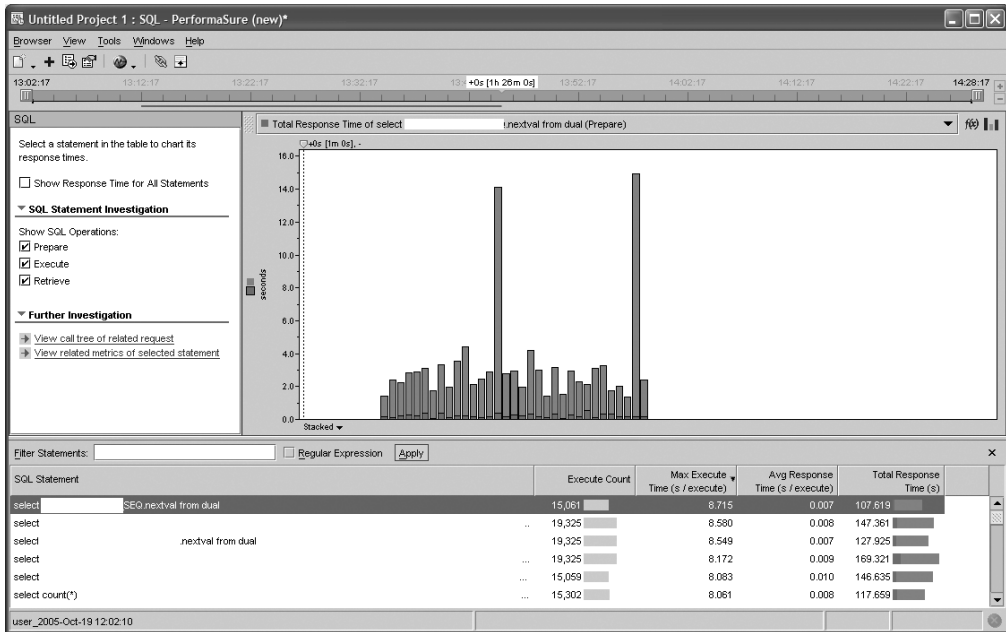 Untitled Project 1 : SQL - PerformaSure (new)*
Browser View Tools Windows Help
13:02:17 13:12:17 13:22:17 13:32:17 13: +0s [1h 26m 0s] 13:52:17 14:02:17 14:12:17 14:22:17 14:28:17
SQL
Select a statement in the table to chart its
response times.
Show Response Time for All Statements
SQL Statement Investigation
Show SQL Operations:
Prepare
Execute
Retrieve
Further Investigation
View call tree of related request
View related metrics of selected statement
Total Response Time of select .nextval from dual (Prepare)
f(x)
+0s [1m 0s], -
16.0
14.0
12.0
10.0
8.0
6.0
4.0
2.0
0.0
seconds
Stacked
Filter Statements: Regular Expression Apply
SQL Statement Execute Count Max Execute Time (s / execute) Avg Response Time (s / execute) Total Response Time (s)
select SEQ.nextval from dual 15,061 8.715 0.007 107.619
select .. 19,325 8.580 0.008 147.361
select .nextval from dual 19,325 8.549 0.007 127.925
select ... 19,325 8.172 0.009 169.321
select ... 15,059 8.083 0.010 146.635
select count(*) ... 15,302 8.061 0.008 117.659
user_2005-Oct-19 12:02:10